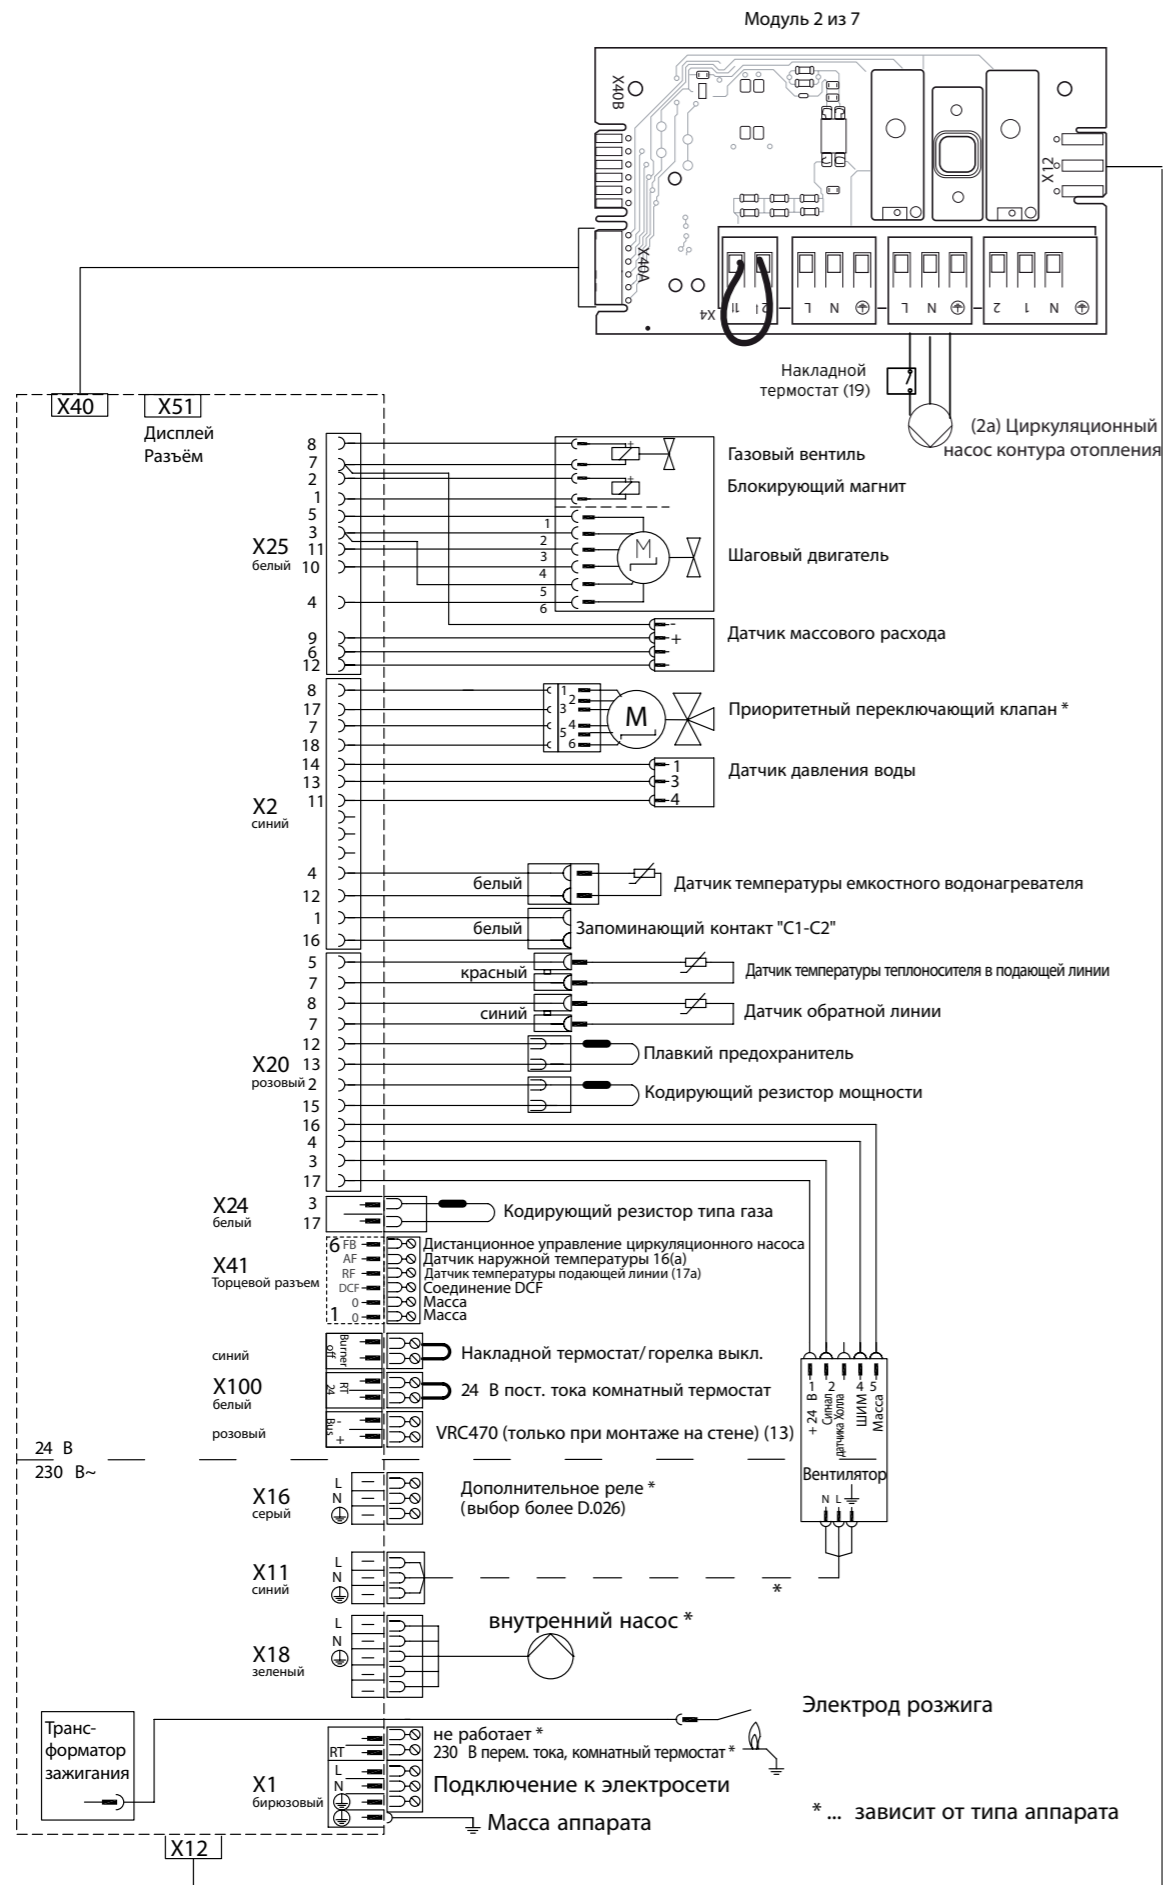 Модуль 2 из 7
X40B
X12
X40A
X4
1
2
L N
L N
2 1 N
Накладной
термостат (19)
(2a) Циркуляционный
насос контура отопления
X40
X51
Дисплей
Разъём
X25
белый
8
7
2
1
5
3
11
10
4
9
6
12
1
2
3
4
5
6
M
- 
+
Газовый вентиль
Блокирующий магнит
Шаговый двигатель
Датчик массового расхода
X2
синий
8
17
7
18
14
13
11
4
12
1
16
1
2
3
4
5
6
M
Приоритетный переключающий клапан *
1
3
4
Датчик давления воды
белый
Датчик температуры емкостного водонагревателя
белый
Запоминающий контакт "C1-C2"
X20
розовый
5
7
8
7
12
13
2
15
16
4
3
17
красный
Датчик температуры теплоносителя в подающей линии
синий
Датчик обратной линии
Плавкий предохранитель
Кодирующий резистор мощности
X24
белый
3
17
Кодирующий резистор типа газа
X41
Торцевой разъем
6 FB Дистанционное управление циркуляционного насоса
AF Датчик наружной температуры 16(a)
RF Датчик температуры подающей линии (17a)
DCF Соединение DCF
0 Масса
1 0 Масса
синий
Burner
off
Накладной термостат/горелка выкл.
X100
белый
RT
24
24 В пост. тока комнатный термостат
розовый
Bus
- +
VRC470 (только при монтаже на стене) (13)
1 2 4 5
+ 24 В
Сигнал
датчика Холла
ШИМ
Масса
Вентилятор
N L
24 В
230 В~
X16
серый
L
N
Дополнительное реле *
(выбор более D.026)
X11
синий
L
N
*
X18
зеленый
L
N
внутренний насос *
Транс-
форматор
зажигания
Электрод розжига
X1
бирюзовый
не работает *
RT 230 В перем. тока, комнатный термостат *
L
N
Подключение к электросети
Масса аппарата
* ... зависит от типа аппарата
X12